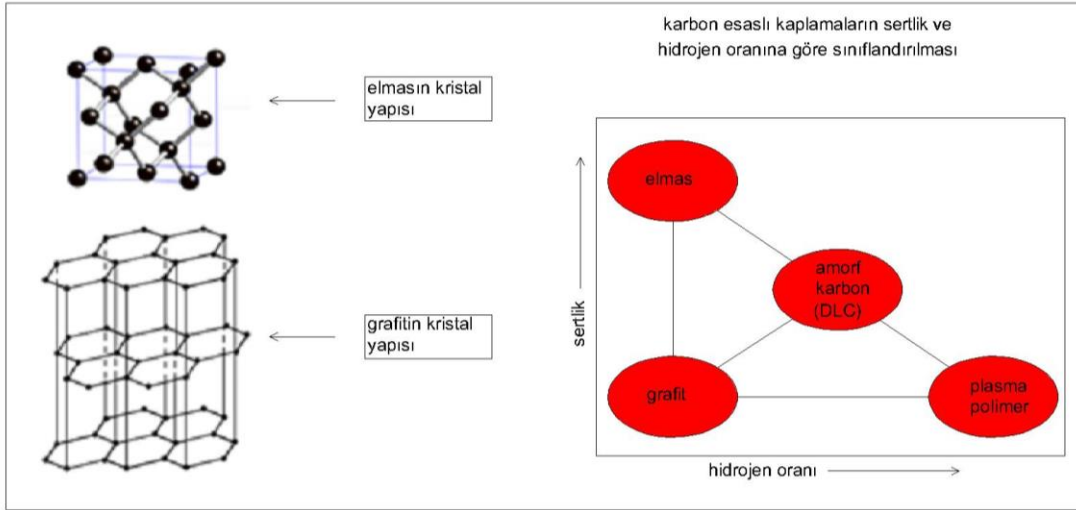 elmasın kristal
yapısı
grafitin kristal
yapısı
karbon esaslı kaplamaların sertlik ve
hidrojen oranına göre sınıflandırılması
sertlik
elmas
amorf
karbon
(DLC)
grafit
plasma
polimer
hidrojen oranı